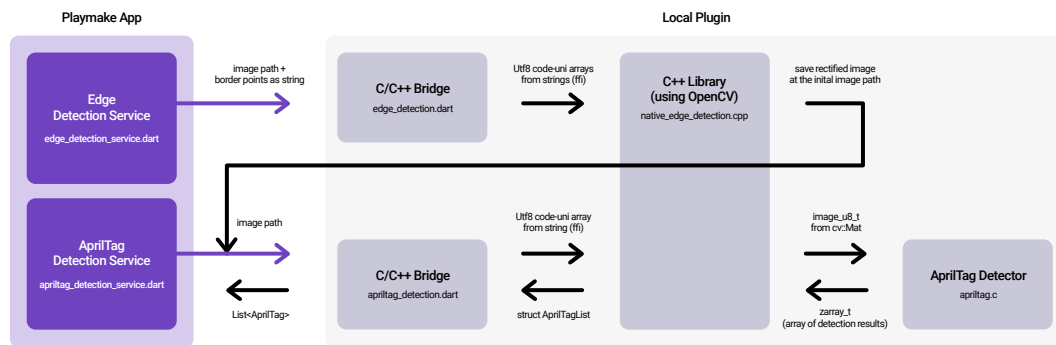 Playmake App
Local Plugin
Edge
Detection Service
edge_detection_service.dart
image path +
border points as string
C/C++ Bridge
edge_detection.dart
Utf8 code-uni arrays
from strings (ffi)
C++ Library
(using OpenCV)
native_edge_detection.cpp
save rectified image
at the inital image path
AprilTag
Detection Service
apriltag_detection_service.dart
image path
List<AprilTag>
C/C++ Bridge
apriltag_detection.dart
Utf8 code-uni array
from string (ffi)
struct AprilTagList
image_u8_t
from cv::Mat
zarray_t
(array of detection results)
AprilTag Detector
apriltag.c